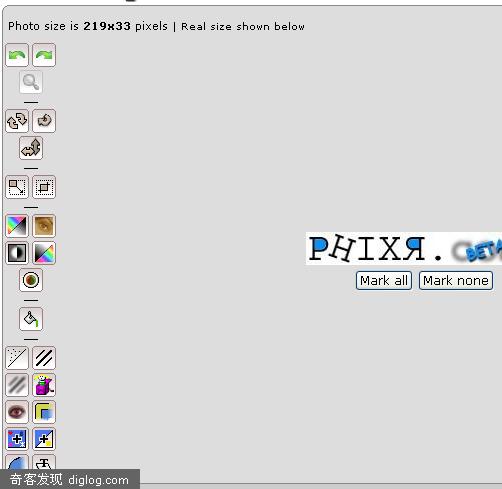 Photo size is 219x33 pixels | Real size shown below
PHIXR.
BETA
Mark all Mark none
奇客发现 diglog.com